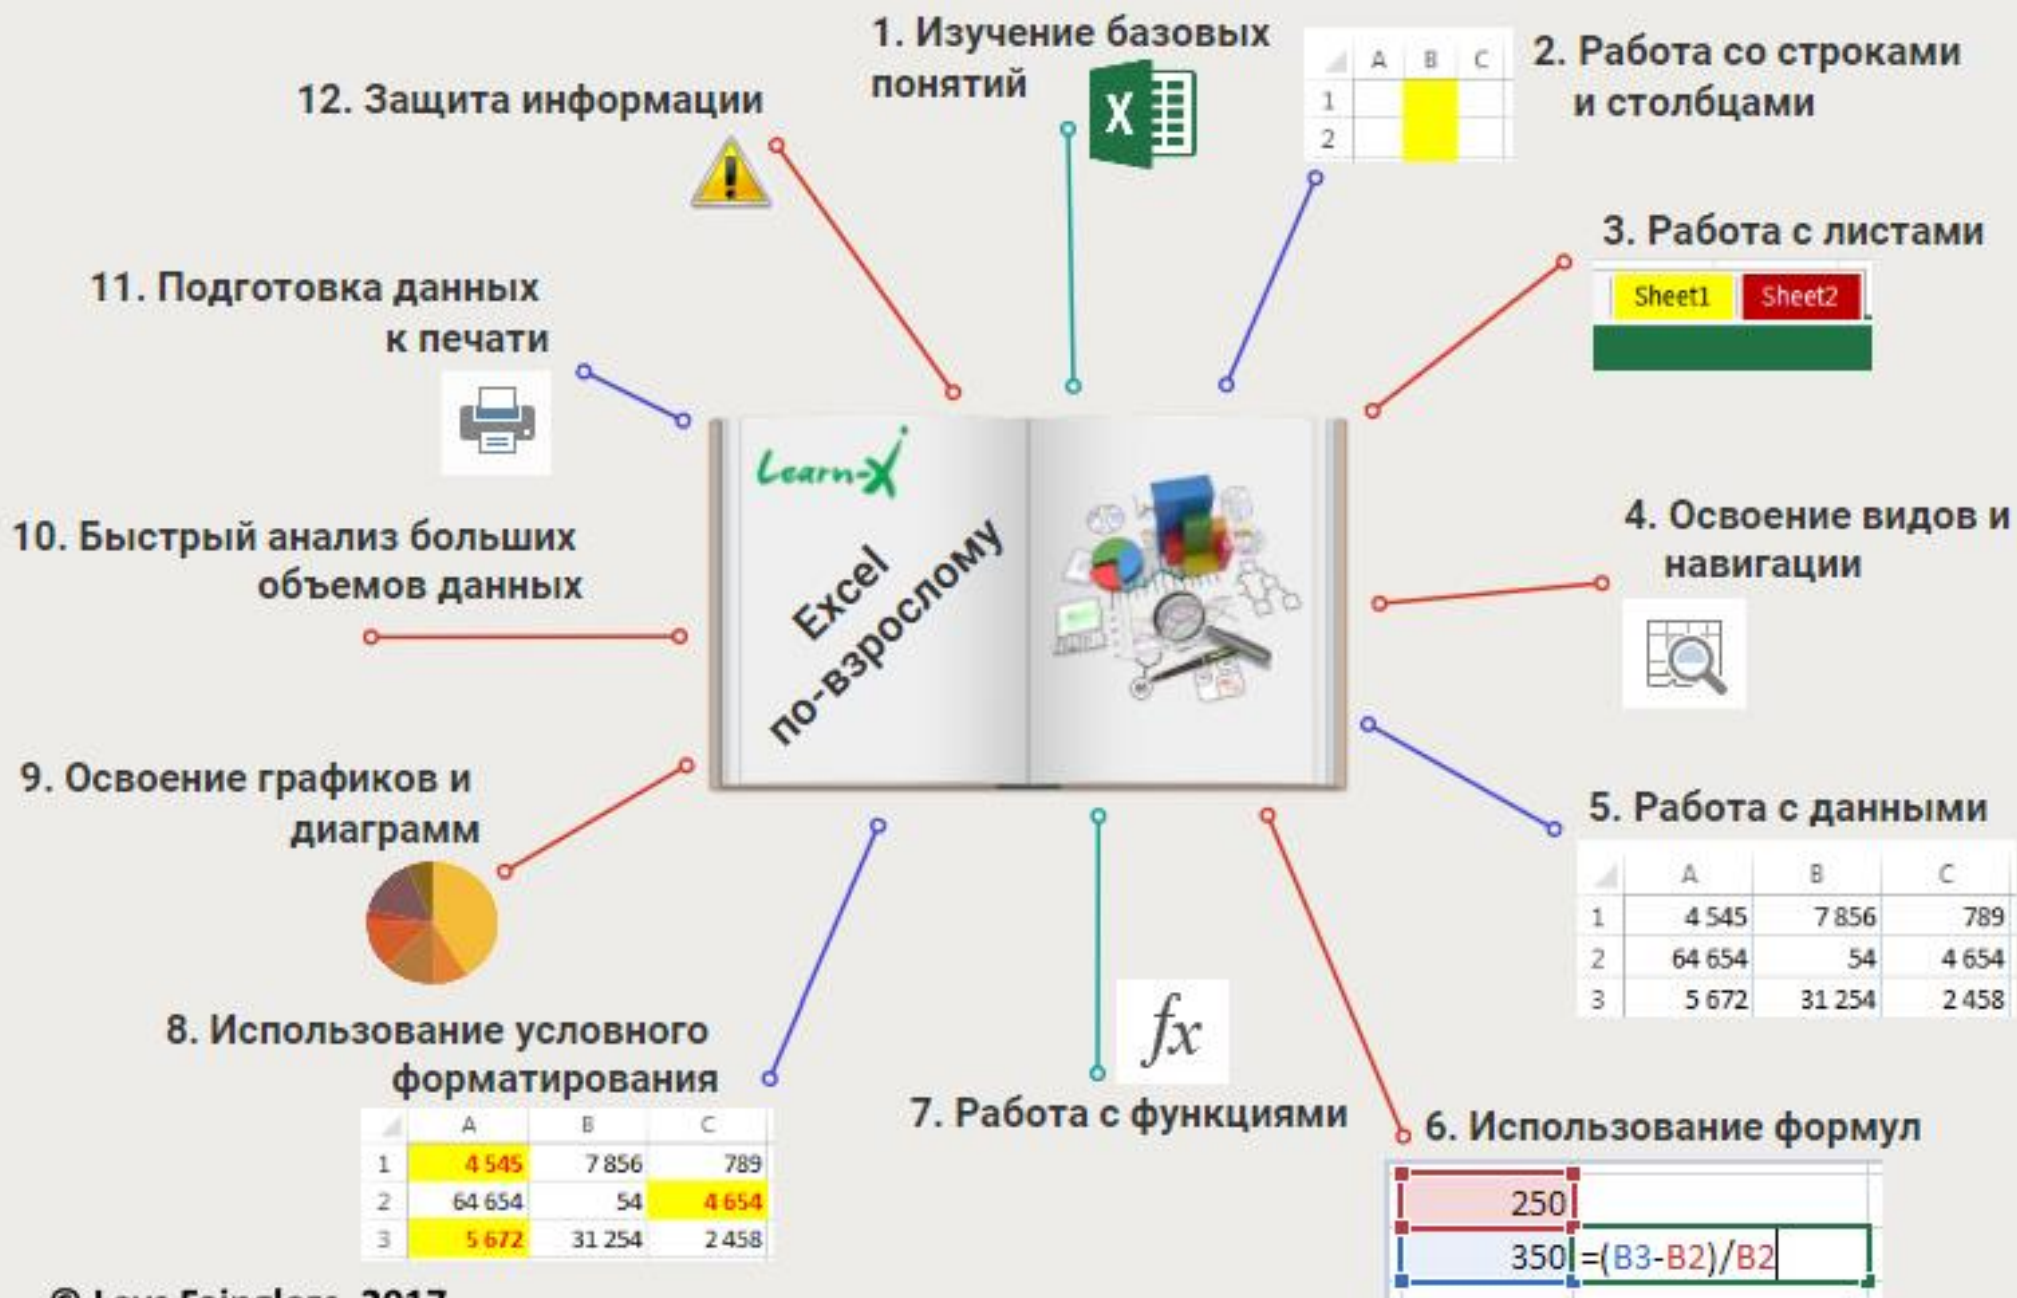 1. Изучение базовых
понятий
X
A B C
1
2
2. Работа со строками
и столбцами
3. Работа с листами
Sheet1 Sheet2
4. Освоение видов и
навигации
5. Работа с данными
A B C
1 4 545 7 856 789
2 64 654 54 4 654
3 5 672 31 254 2 458
6. Использование формул
250
350 =(B3-B2)/B2
fx
7. Работа с функциями
8. Использование условного
форматирования
A B C
1 4 545 7 856 789
2 64 654 54 4 654
3 5 672 31 254 2 458
9. Освоение графиков и
диаграмм
10. Быстрый анализ больших
объемов данных
11. Подготовка данных
к печати
12. Защита информации
Learn-X
Excel
по-взрослому